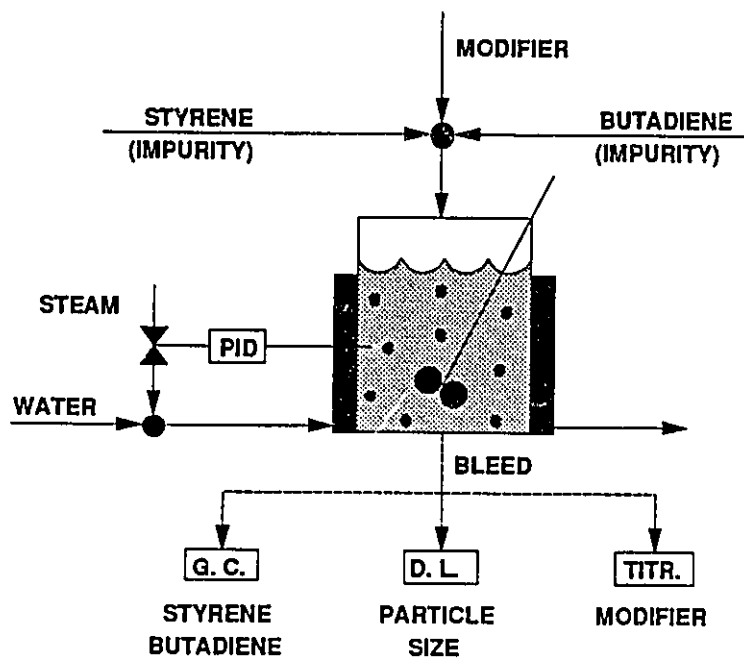 MODIFIER
STYRENE
(IMPURITY)
BUTADIENE
(IMPURITY)
STEAM
PID
WATER
BLEED
G. C.
D. L.
TITR.
STYRENE
BUTADIENE
PARTICLE
SIZE
MODIFIER